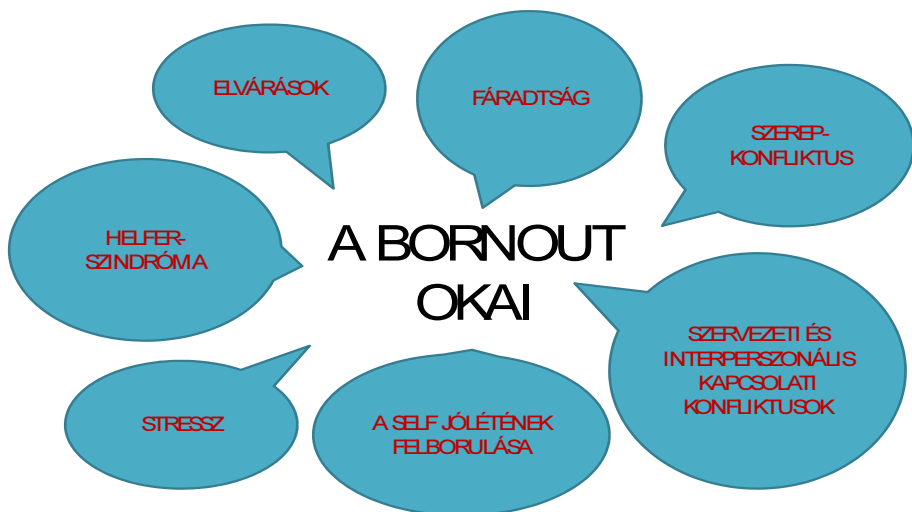 ELVÁRÁSOK
FÁRADTSÁG
SZEREP-
KONFLIKTUS
HELFER-
SZINDRÓMA
A BORNOUT
OKAI
SZERVEZETI ÉS
INTERPERSZONÁLIS
KAPCSOLATI
KONFLIKTUSOK
STRESSZ
A SELF JÓLÉTÉNEK
FELBORULÁSA